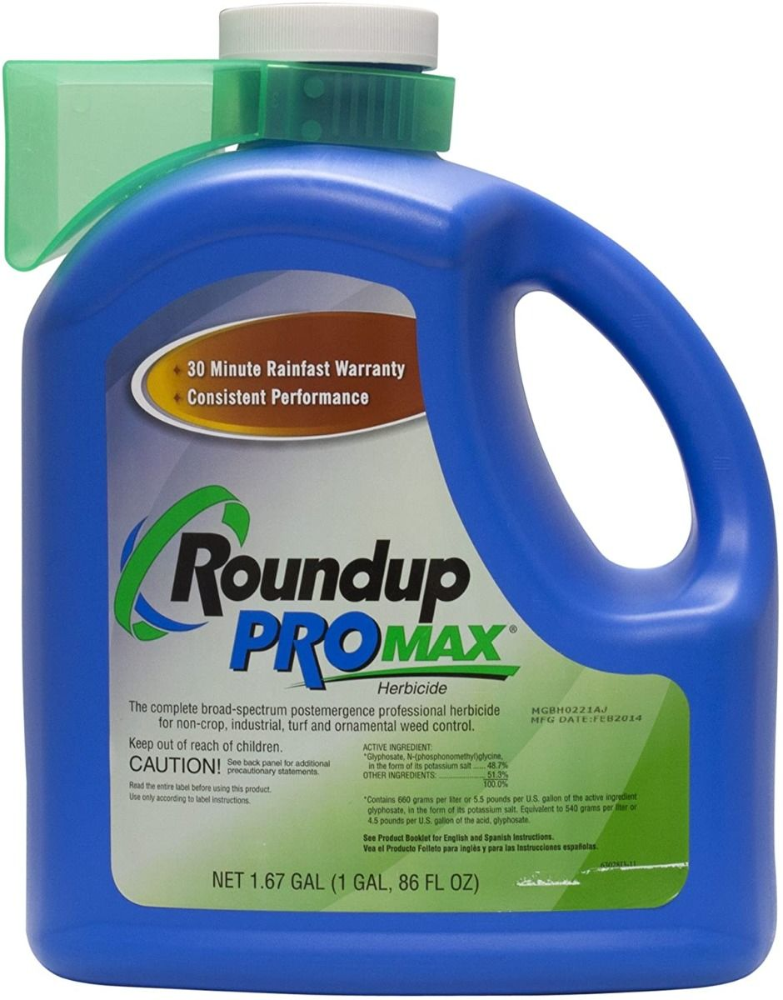 30 Minute Rainfast Warranty
Consistent Performance
Roundup
PROMAX®
Herbicide
The complete broad-spectrum postemergence professional herbicide
for non-crop, industrial, turf and ornamental weed control.
MGBH0221AJ
MFG DATE:FEB2014
Keep out of reach of children.
CAUTION! See back panel for additional
precautionary statements.
Read the entire label before using this product.
Use only according to label instructions.
ACTIVE INGREDIENT:
*Glyphosate, N-(phosphonomethyl)glycine,
in the form of its potassium salt ...... 48.7%
OTHER INGREDIENTS: ........................ 51.3%
100.0%
*Contains 660 grams per liter or 5.5 pounds per U.S. gallon of the active ingredient
glyphosate, in the form of its potassium salt. Equivalent to 540 grams per liter or
4.5 pounds per U.S. gallon of the acid, glyphosate.
See Product Booklet for English and Spanish Instructions.
Vea el Producto Folleto para inglès y para las Instrucciones españolas.
NET 1.67 GAL (1 GAL, 86 FL OZ)